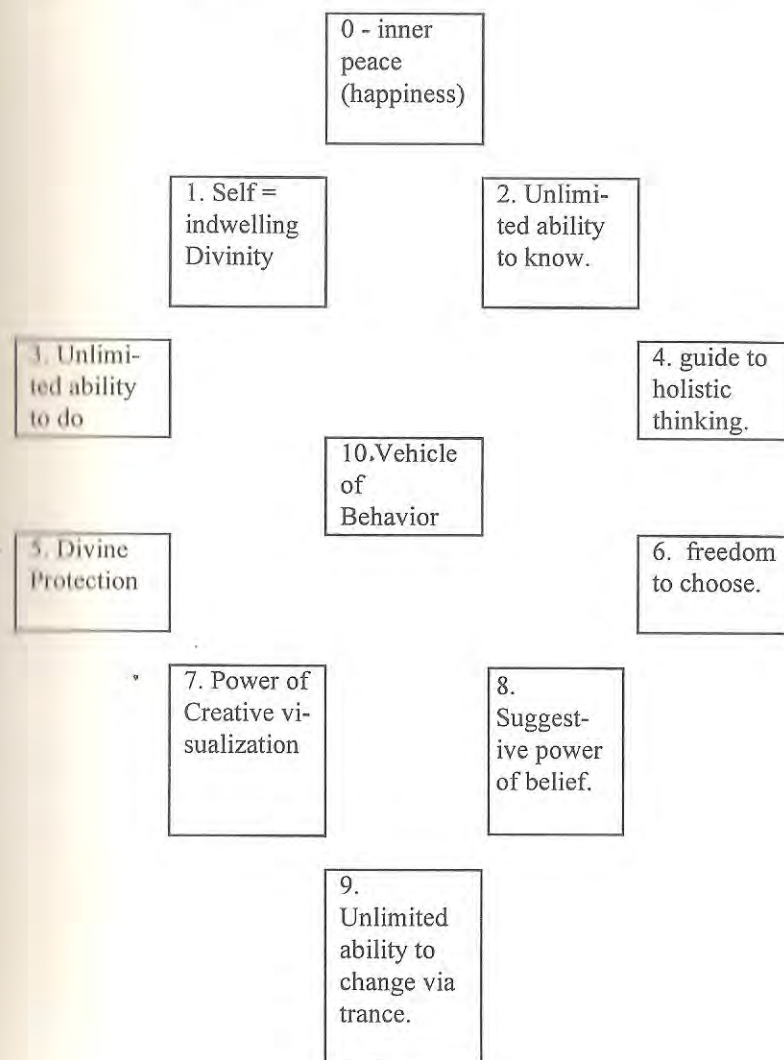 0 - inner
peace
(happiness)
1. Self =
indwelling
Divinity
2. Unlimi-
ted ability
to know.
3. Unlimi-
ted ability
to do
4. guide to
holistic
thinking.
10.Vehicle
of
Behavior
5. Divine
Protection
6. freedom
to choose.
7. Power of
Creative vi-
sualization
8.
Suggest-
ive power
of belief.
9.
Unlimited
ability to
change via
trance.